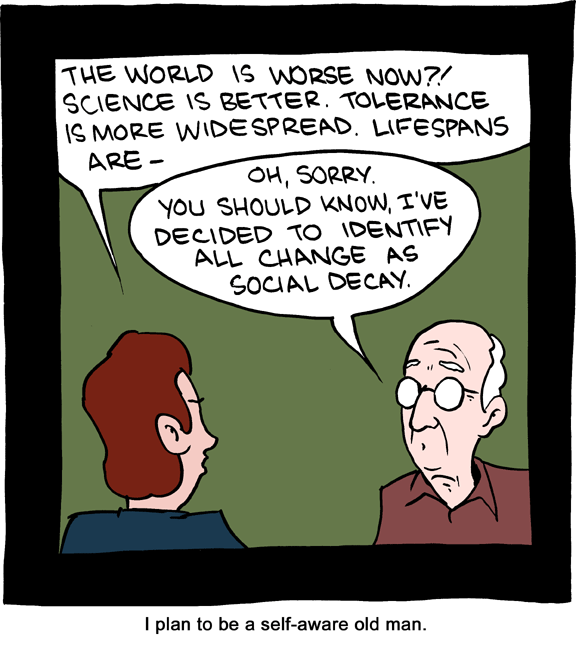 THE WORLD IS WORSE NOW?!
SCIENCE IS BETTER. TOLERANCE
IS MORE WIDESPREAD. LIFESPANS
ARE –
OH, SORRY.
YOU SHOULD KNOW, I'VE
DECIDED TO IDENTIFY
ALL CHANGE AS
SOCIAL DECAY.
I plan to be a self-aware old man.